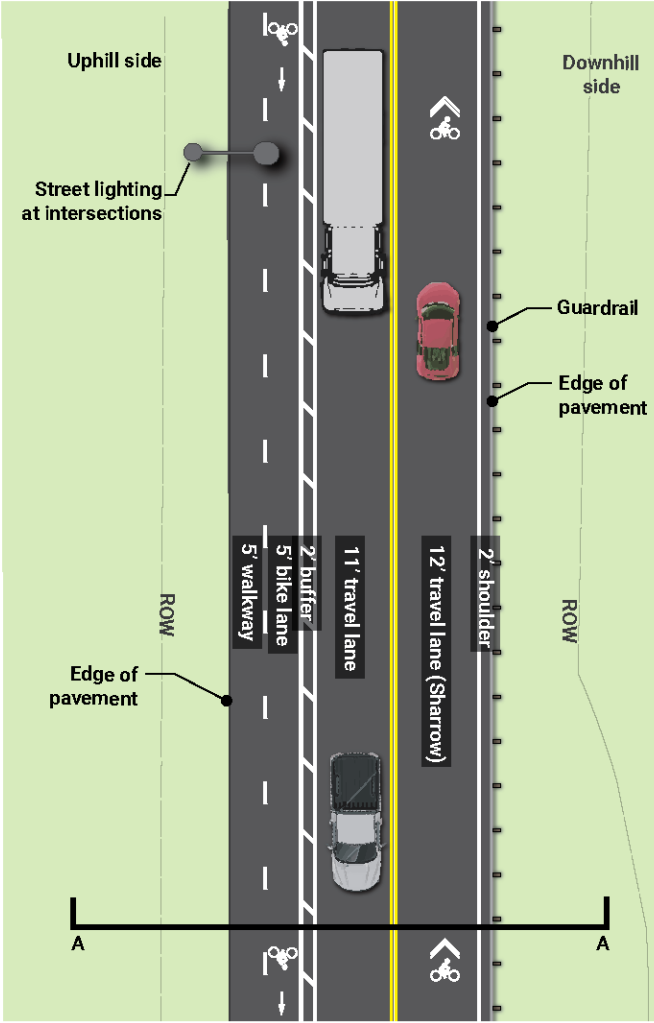 Uphill side
Downhill
side
Street lighting
at intersections
Guardrail
Edge of
pavement
5’ walkway
5’ bike lane
2’ buffer
11’ travel lane
12’ travel lane (Sharrow)
2’ shoulder
ROW
ROW
Edge of
pavement
A
A